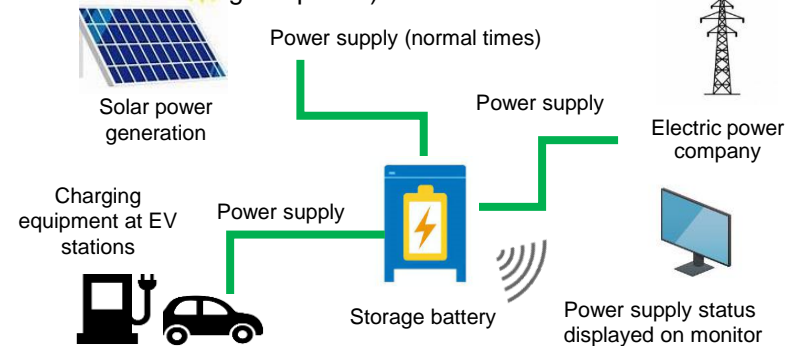 Power supply (normal times)
Solar power
generation
Power supply
Electric power
company
Charging
equipment at EV
stations
Power supply
Storage battery
Power supply status
displayed on monitor